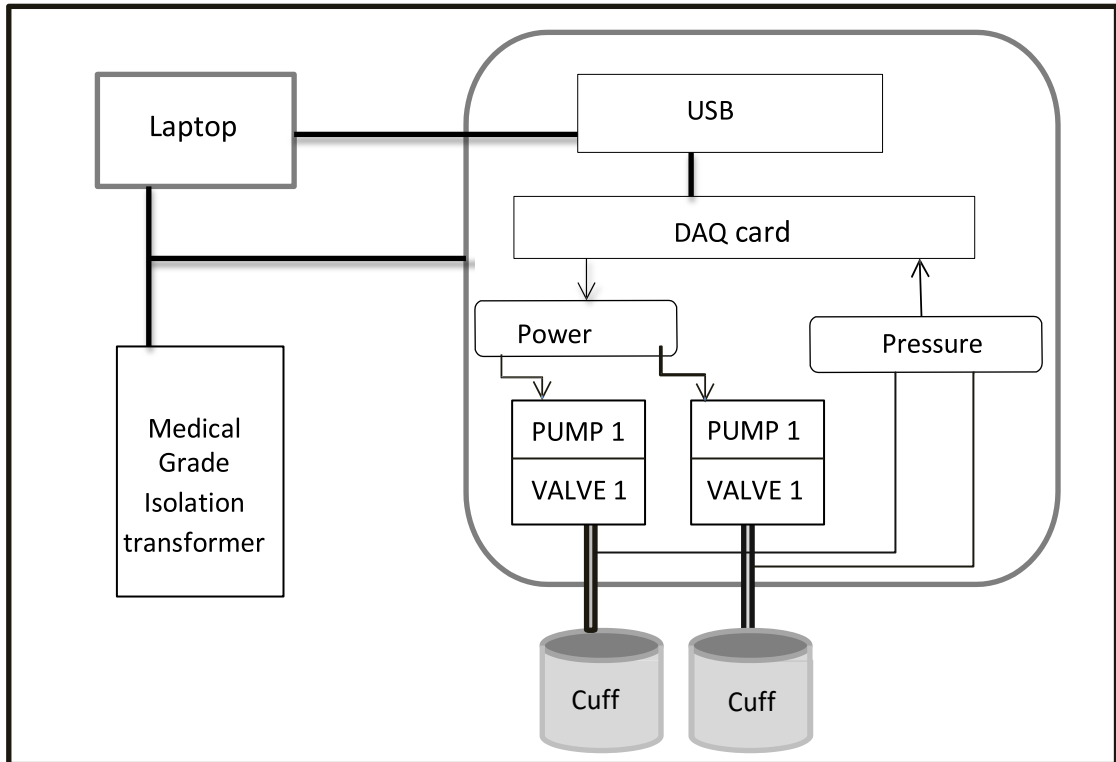 Laptop
USB
DAQ card
Power
Pressure
PUMP 1
VALVE 1
PUMP 1
VALVE 1
Medical
Grade
Isolation
transformer
Cuff
Cuff